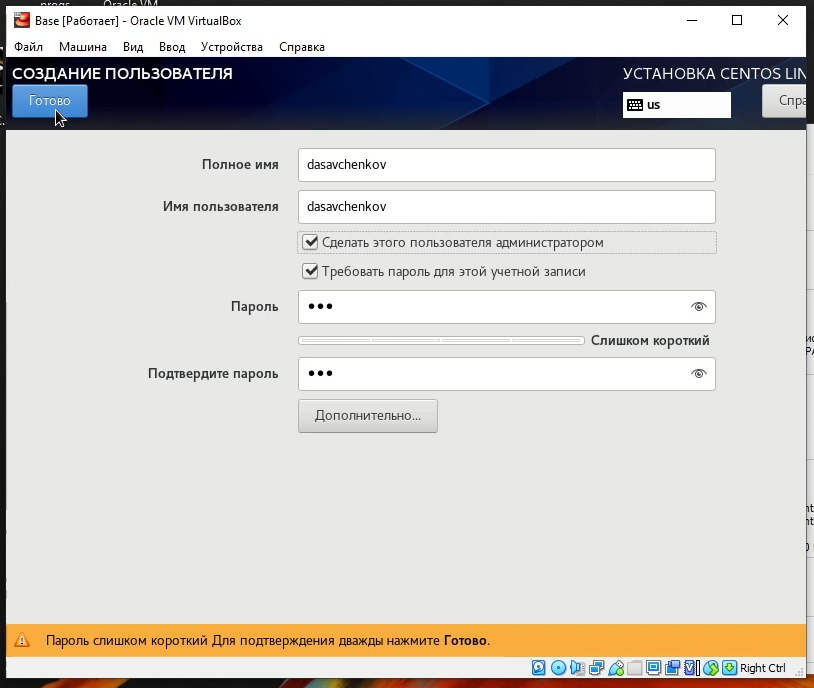 Base [Работает] - Oracle VM VirtualBox
Файл Машина Вид Ввод Устройства Справка
СОЗДАНИЕ ПОЛЬЗОВАТЕЛЯ
УСТАНОВКА CENTOS LIN
Готово
us
Спра
Полное имя
dasavchenkov
Имя пользователя
dasavchenkov
Сделать этого пользователя администратором
Требовать пароль для этой учетной записи
Пароль
•••
Слишком короткий
Подтвердите пароль
•••
Дополнительно...
Пароль слишком короткий Для подтверждения дважды нажмите Готово.
Right Ctrl